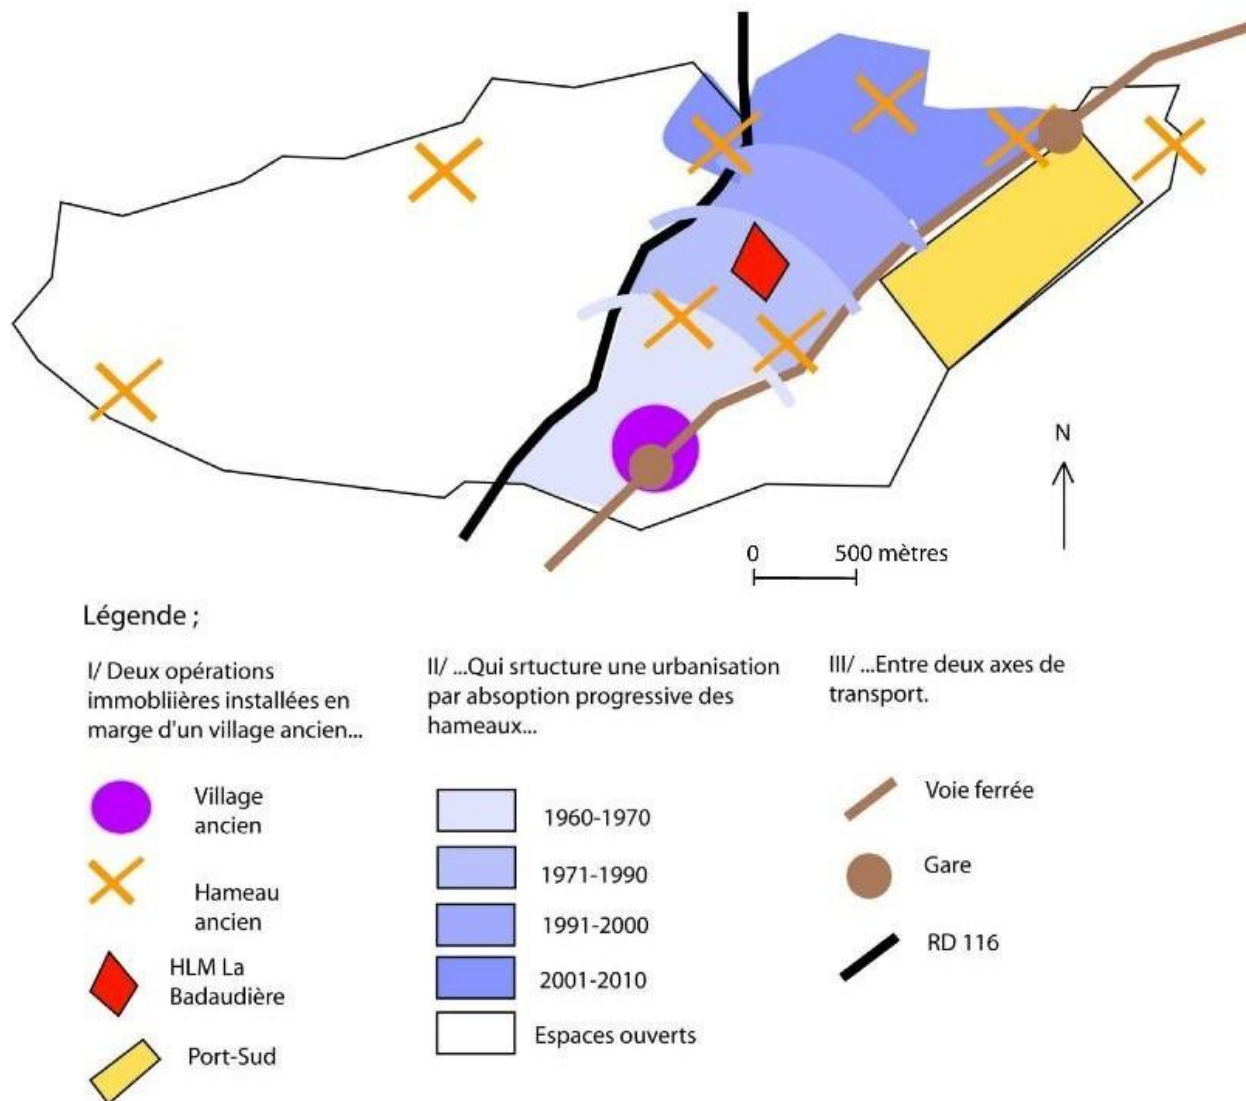 N
0 500 mètres
Légende ;
I/ Deux opérations
immobliières installées en
marge d'un village ancien...
Village
ancien
Hameau
ancien
HLM La
Badaudière
Port-Sud
II/ ...Qui srtucture une urbanisation
par absoption progressive des
hameaux...
1960-1970
1971-1990
1991-2000
2001-2010
Espaces ouverts
III/ ...Entre deux axes de
transport.
Voie ferrée
Gare
RD 116